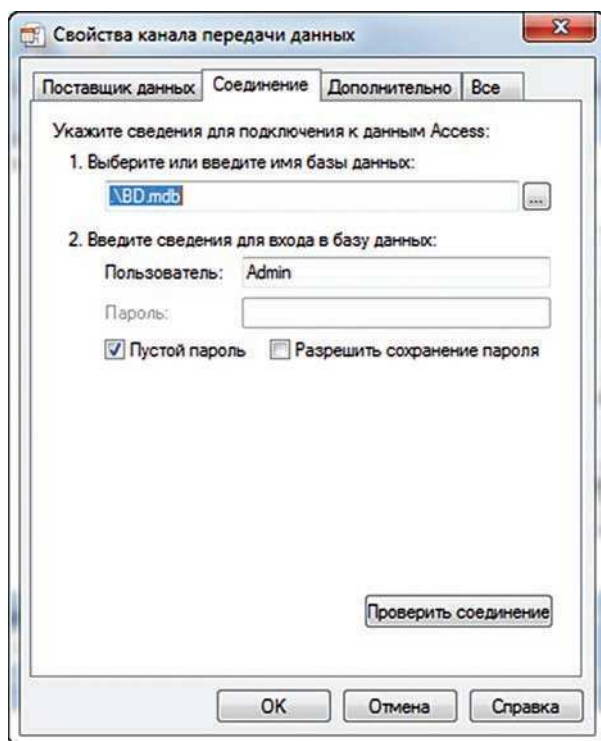 Свойства канала передачи данных
x
Поставщик данных Соединение Дополнительно Все
Укажите сведения для подключения к данным Access:
1. Выберите или введите имя базы данных:
.\BD.mdb ...
2. Введите сведения для входа в базу данных:
Пользователь: Admin
Пароль:
Пустой пароль Разрешить сохранение пароля
Проверить соединение
OK Отмена Справка